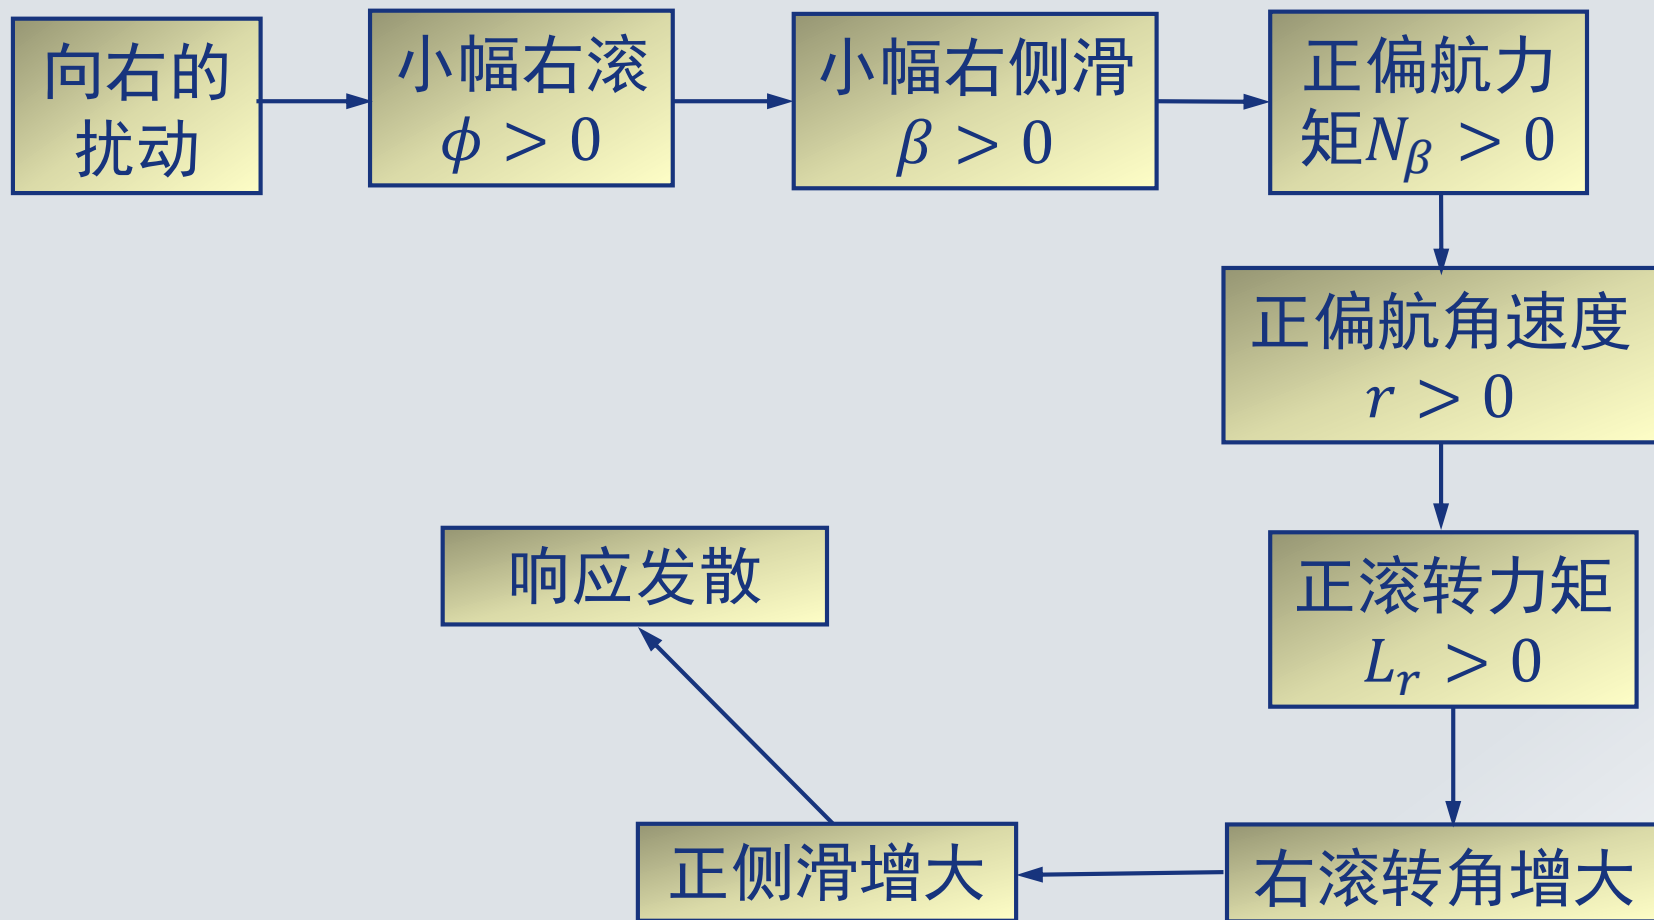 向右的
扰动
小幅右滚
ϕ > 0
小幅右侧滑
β > 0
正偏航力
矩N_β > 0
正偏航角速度
r > 0
正滚转力矩
L_r > 0
右滚转角增大
正侧滑增大
响应发散